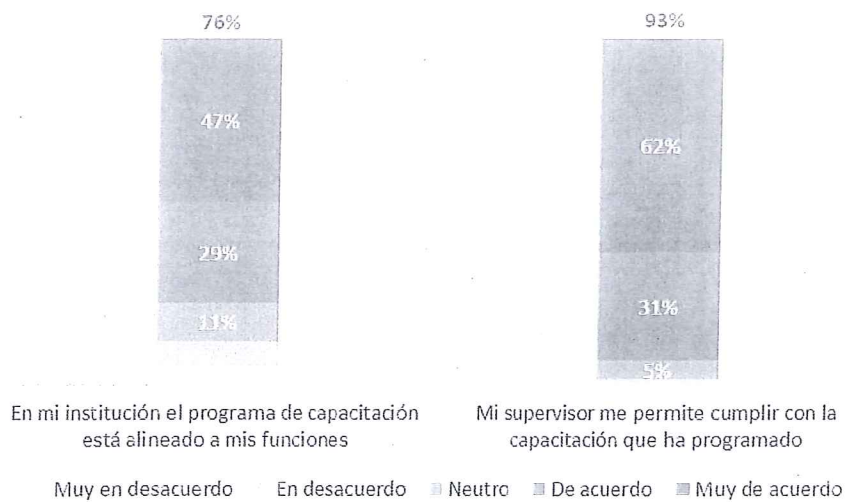 76%
93%
47%
62%
29%
31%
11%
5%
En mi institución el programa de capacitación
está alineado a mis funciones
Mi supervisor me permite cumplir con la
capacitación que ha programado
Muy en desacuerdo En desacuerdo Neutro De acuerdo Muy de acuerdo